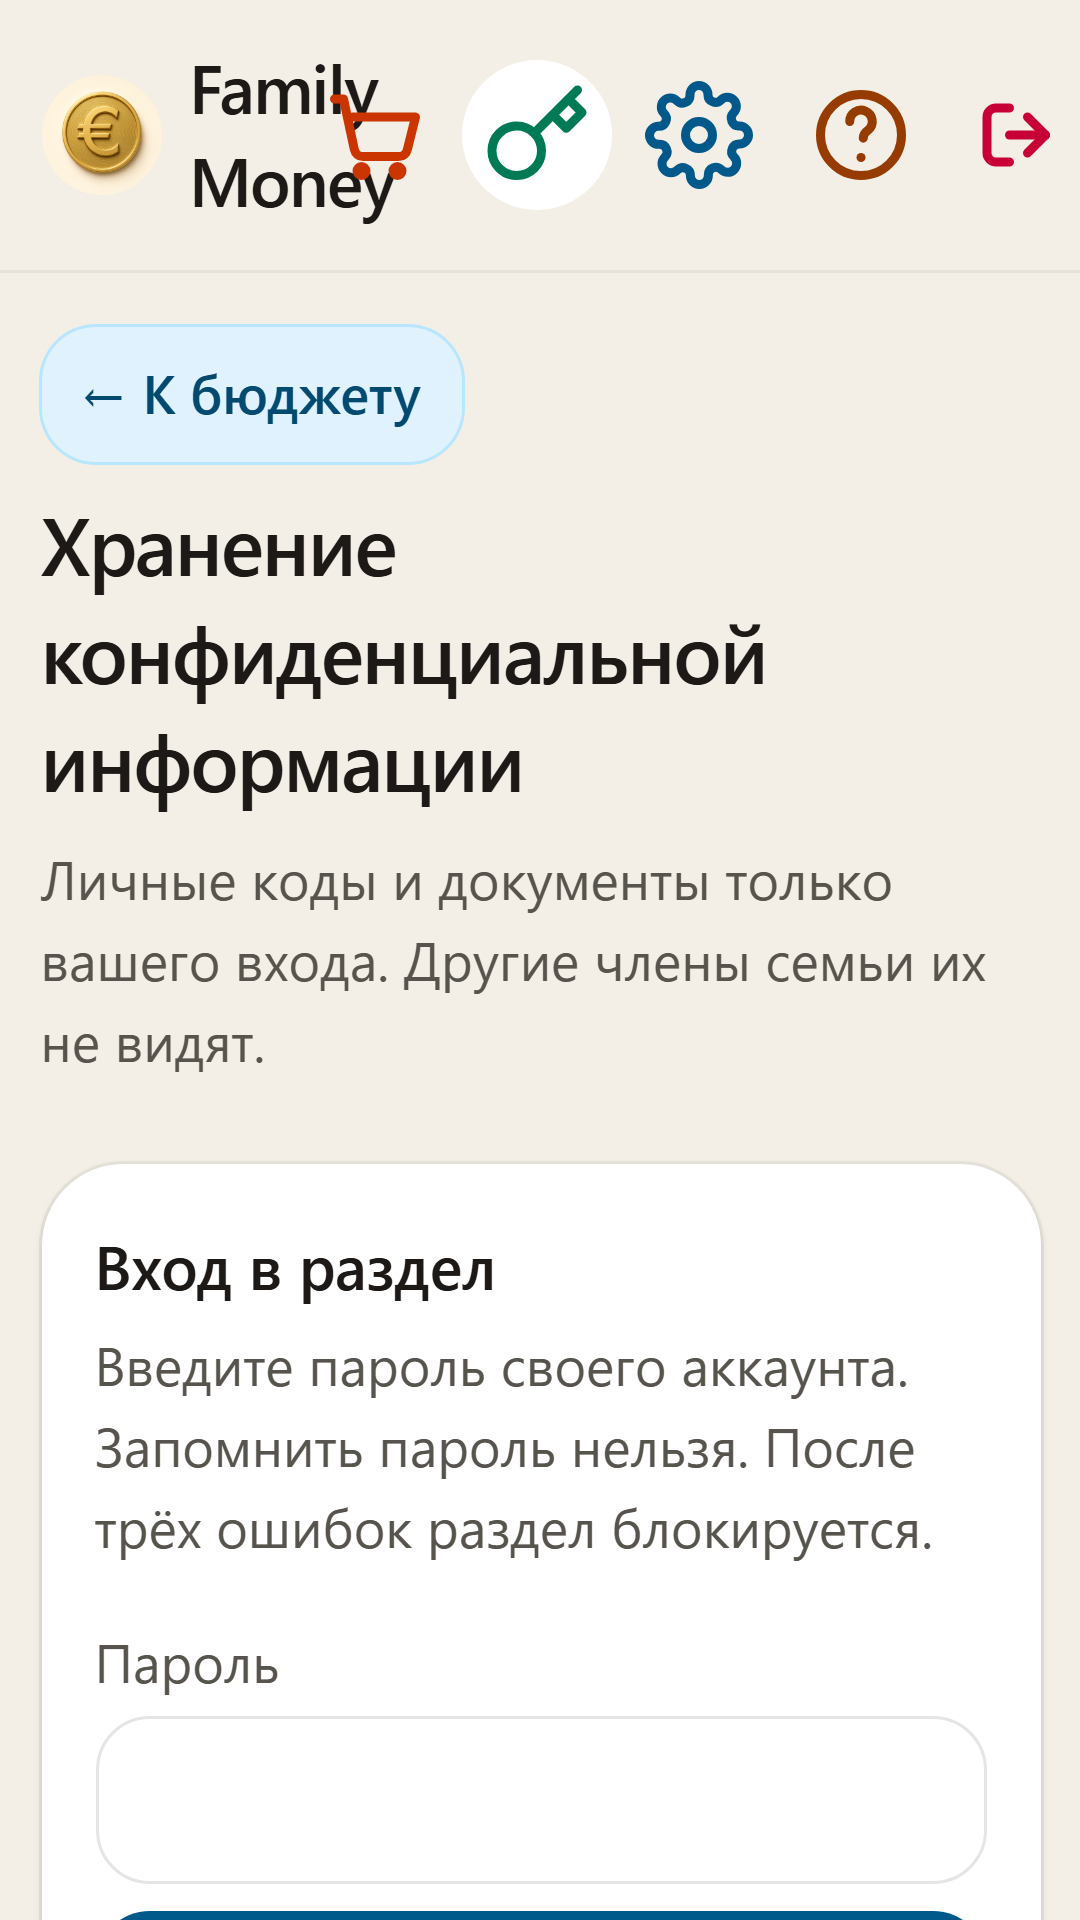 Family
Money
← К бюджету
Хранение
конфиденциальной
информации
Личные коды и документы только
вашего входа. Другие члены семьи их
не видят.
Вход в раздел
Введите пароль своего аккаунта.
Запомнить пароль нельзя. После
трёх ошибок раздел блокируется.
Пароль